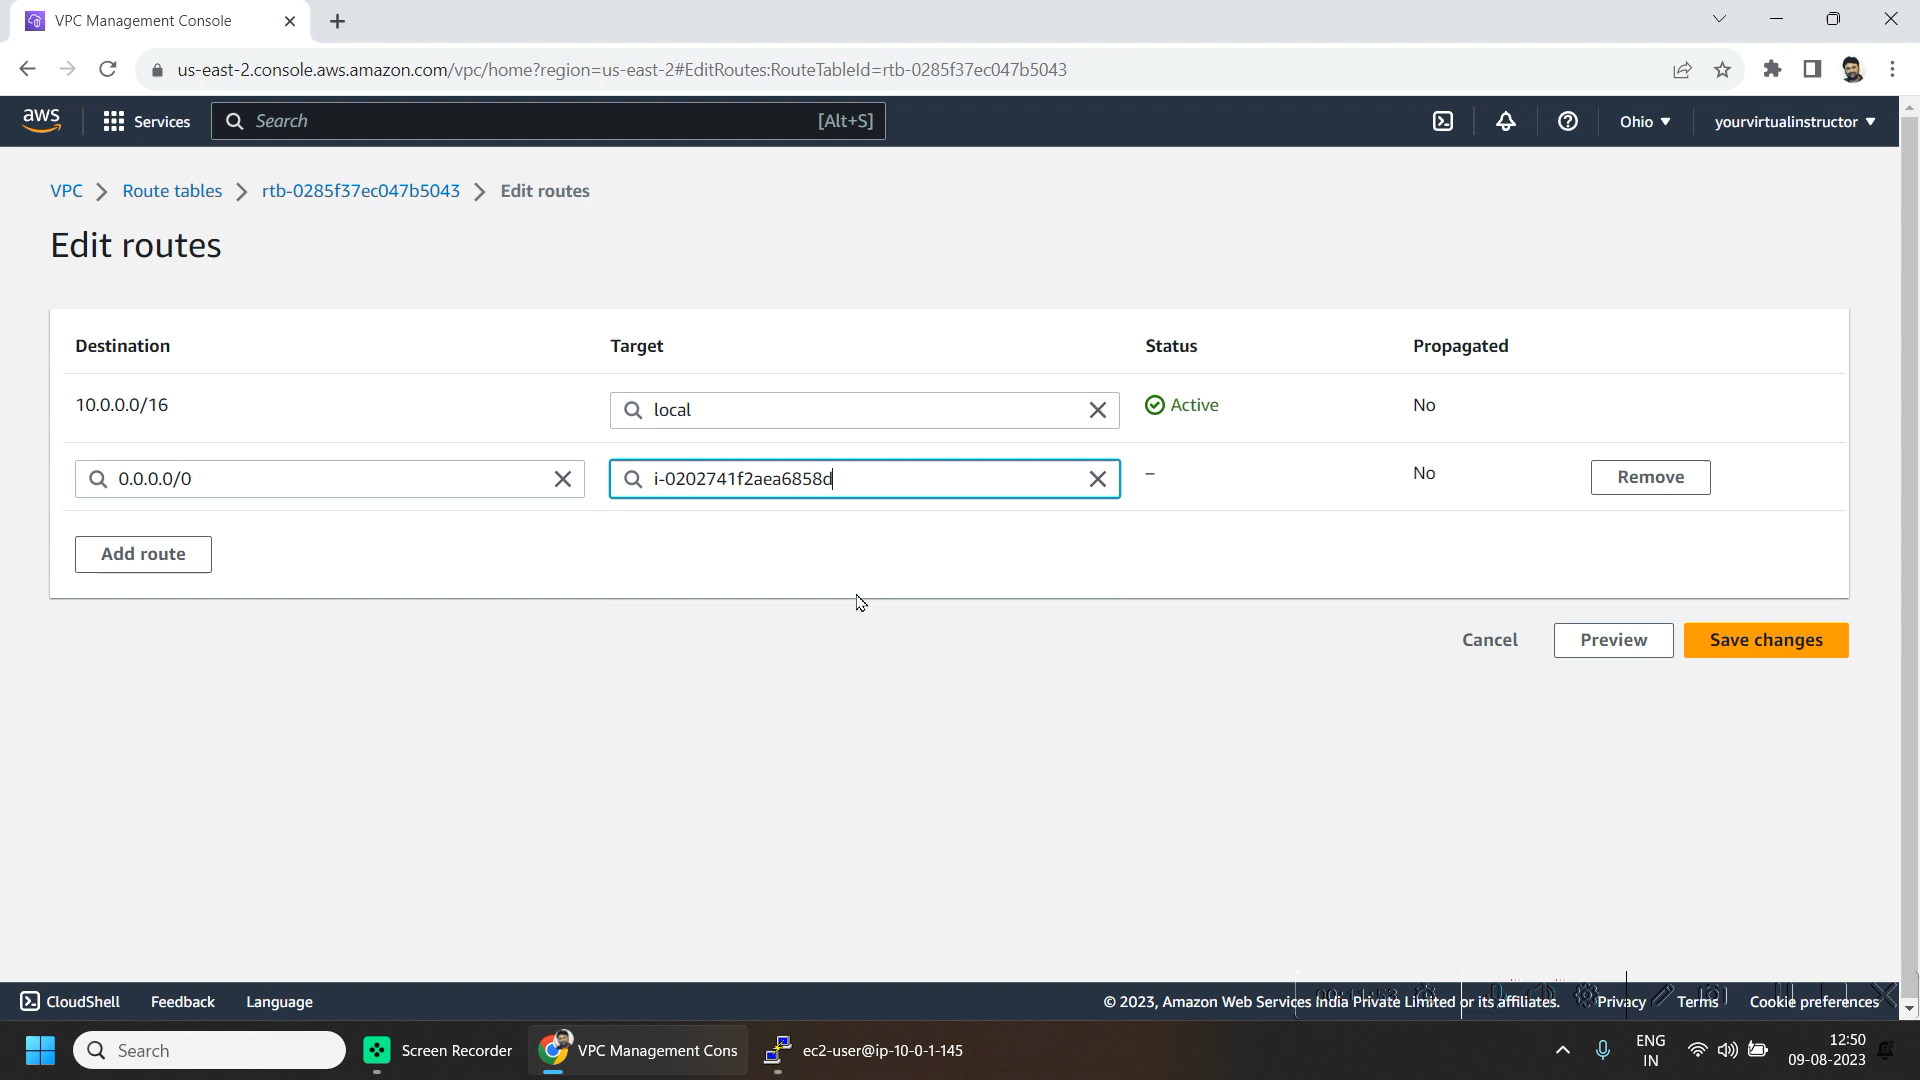 VPC Management Console
us-east-2.console.aws.amazon.com/vpc/home?region=us-east-2#EditRoutes:RouteTableId=rtb-0285f37ec047b5043
aws Services Search [Alt+S] Ohio yourvirtualinstructor
VPC Route tables rtb-0285f37ec047b5043 Edit routes
Edit routes
Destination Target Status Propagated
10.0.0.0/16 local Active No
0.0.0.0/0 i-0202741f2aea6858d – No Remove
Add route
Cancel Preview Save changes
CloudShell Feedback Language © 2023, Amazon Web Services India Private Limited or its affiliates. Privacy Terms Cookie preferences
Search Screen Recorder VPC Management Cons ec2-user@ip-10-0-1-145 ENG 12:50
IN 09-08-2023